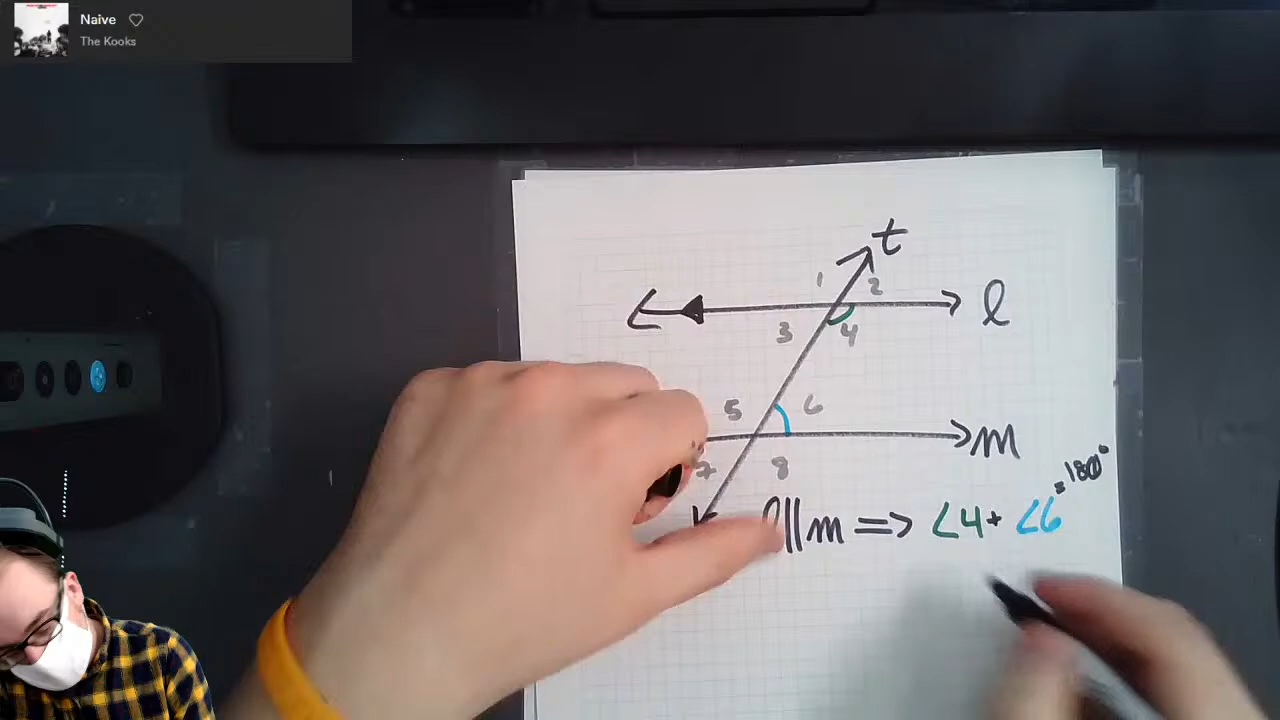 Naive
The Kooks
t
1 2
l
3 4
5 6
m
7 8
l||m => ∠4+ ∠6 = 180°